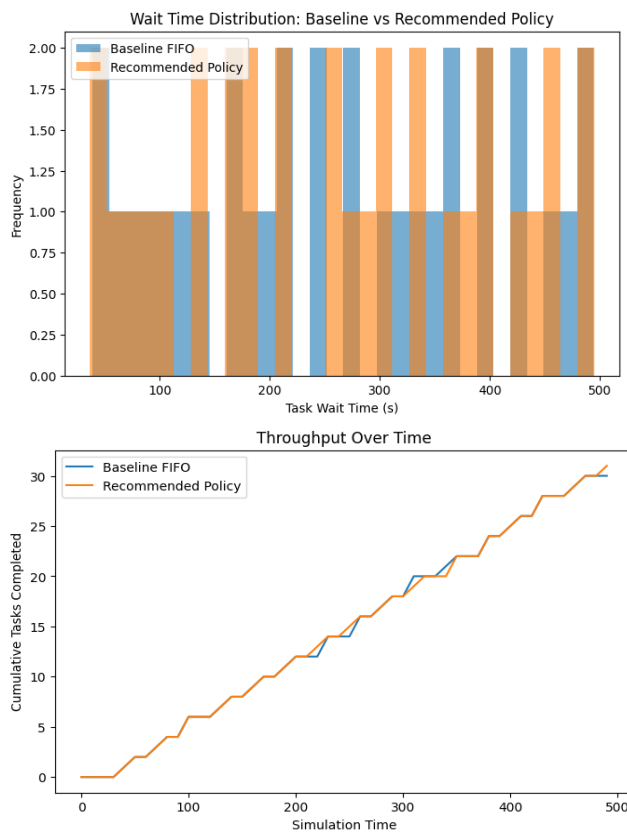 Wait Time Distribution: Baseline vs Recommended Policy
Baseline FIFO
Recommended Policy
2.00
1.75
1.50
1.25
1.00
0.75
0.50
0.25
0.00
Frequency
100 200 300 400 500
Task Wait Time (s)
Throughput Over Time
Baseline FIFO
Recommended Policy
30
25
20
15
10
5
0
Cumulative Tasks Completed
0 100 200 300 400 500
Simulation Time